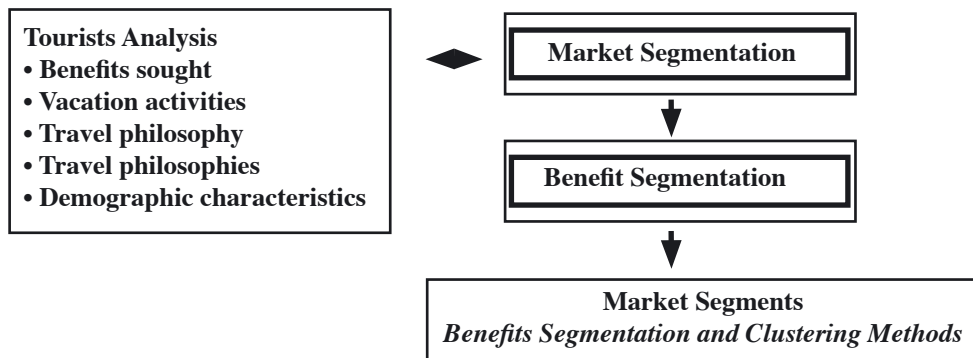 Tourists Analysis
• Benefits sought
• Vacation activities
• Travel philosophy
• Travel philosophies
• Demographic characteristics
Market Segmentation
Benefit Segmentation
Market Segments
Benefits Segmentation and Clustering Methods